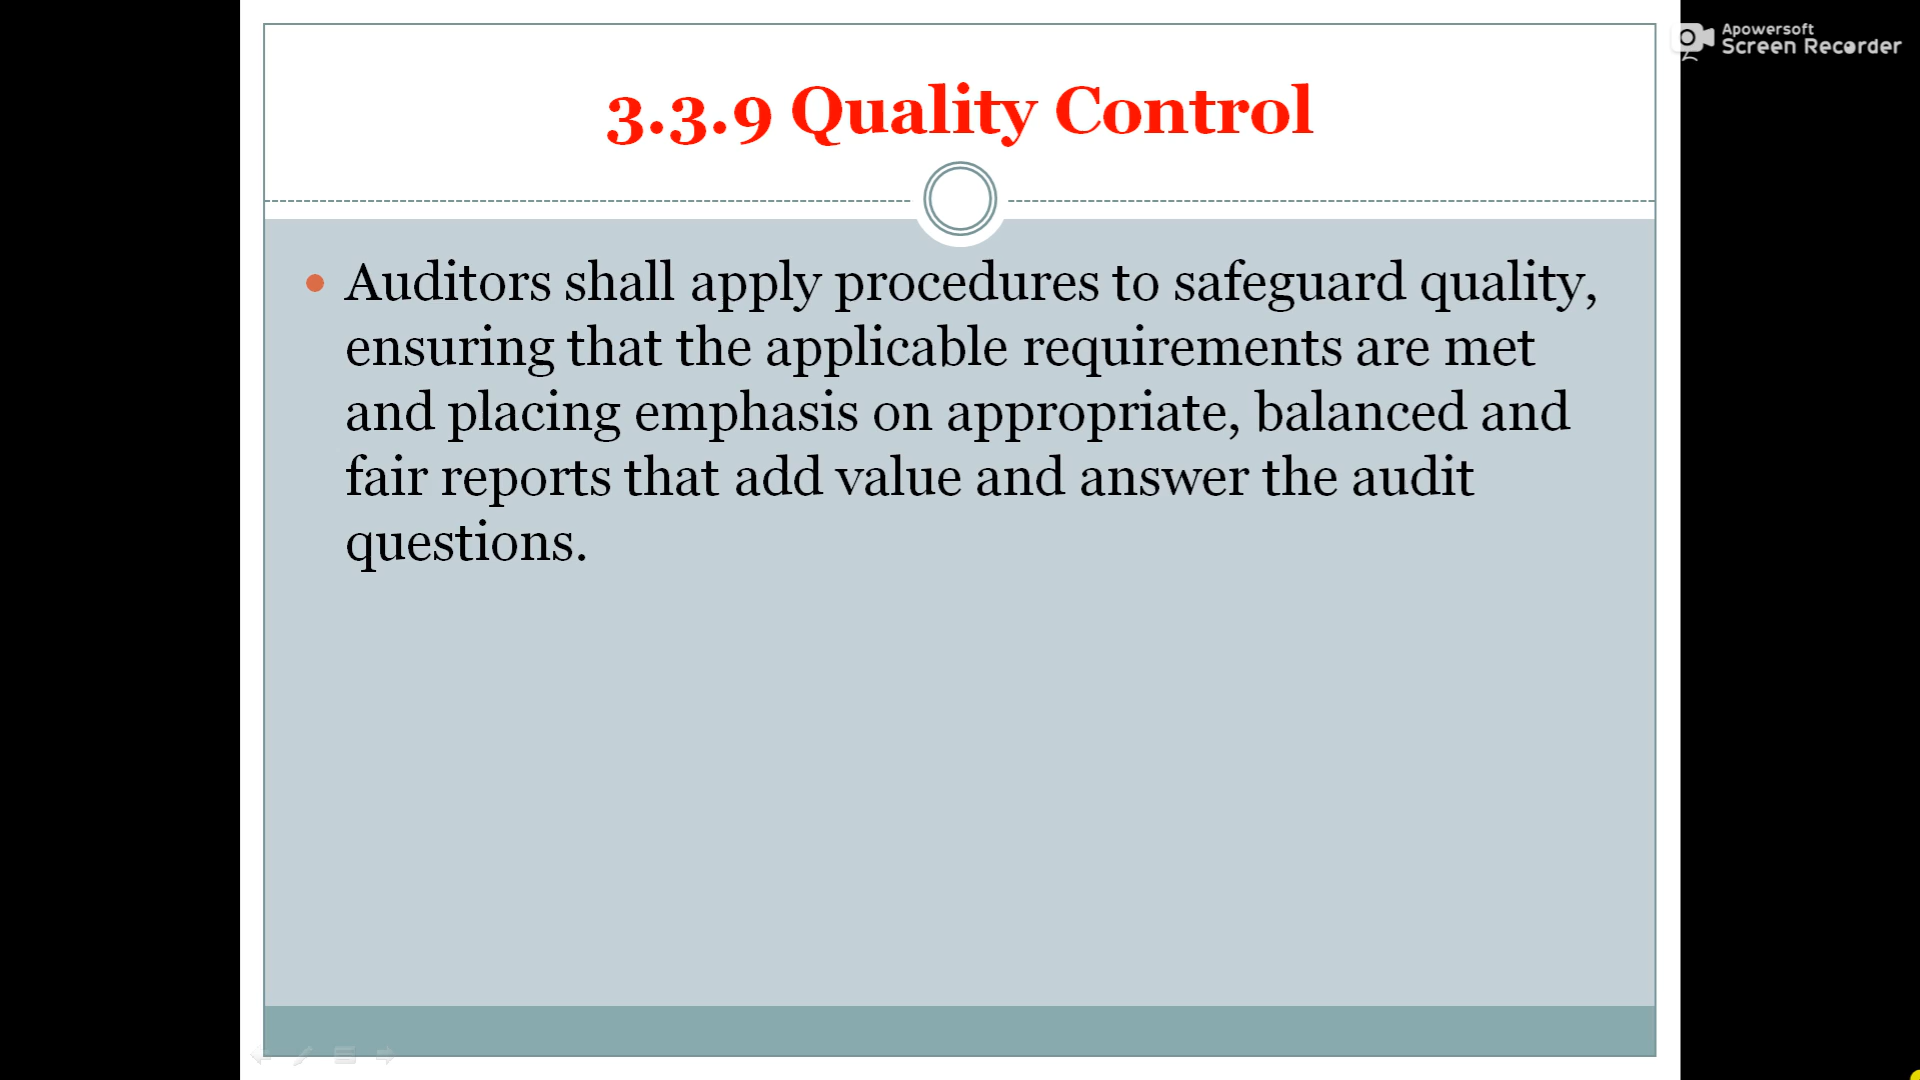 Apowersoft
Screen Recorder
3.3.9 Quality Control
Auditors shall apply procedures to safeguard quality,
ensuring that the applicable requirements are met
and placing emphasis on appropriate, balanced and
fair reports that add value and answer the audit
questions.